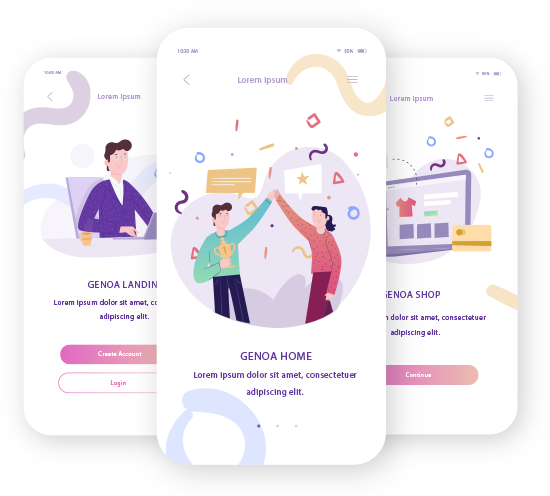 10:30 AM
Lorem Ipsum
GENOA LANDIN
Lorem ipsum dolor sit amet, co
adipiscing elit.
Create Account
Login
10:30 AM
89%
Lorem Ipsum
GENOA HOME
Lorem ipsum dolor sit amet, consectetuer
adipiscing elit.
89%
Lorem Ipsum
GENOA SHOP
m dolor sit amet, consectetuer
adipiscing elit.
Continue